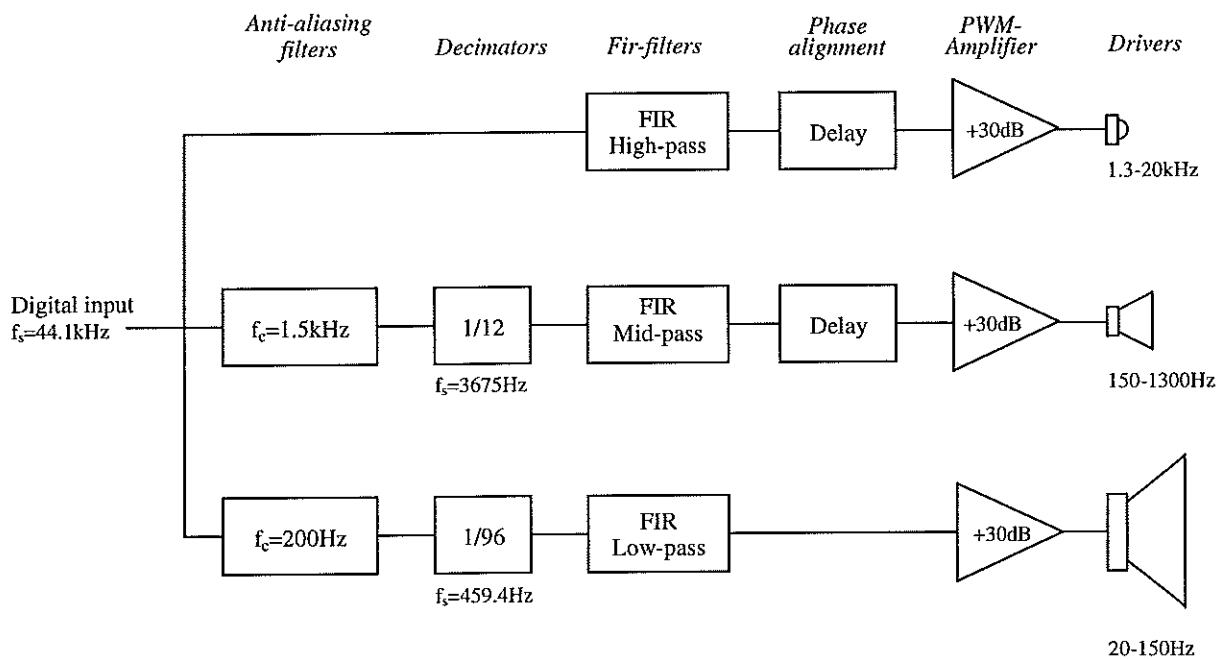 Anti-aliasing filters
Decimators
Fir-filters
Phase alignment
PWM-Amplifier
Drivers
FIR
High-pass
Delay
+30dB
1.3-20kHz
Digital input
fs=44.1kHz
fc=1.5kHz
1/12
fs=3675Hz
FIR
Mid-pass
Delay
+30dB
150-1300Hz
fc=200Hz
1/96
fs=459.4Hz
FIR
Low-pass
+30dB
20-150Hz